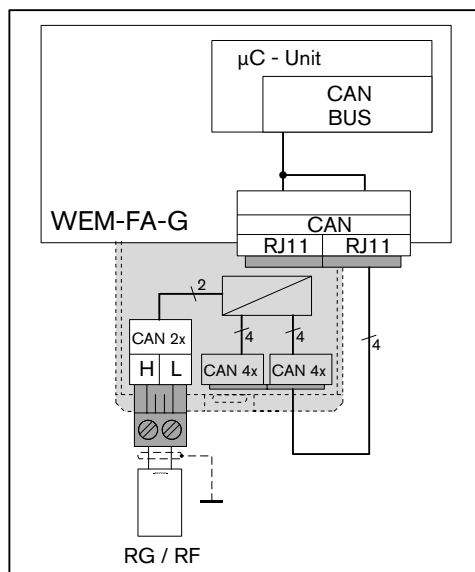 µC - Unit
CAN
BUS
WEM-FA-G
CAN
RJ11 RJ11
2
CAN 2x
4 4 4
H L
CAN 4x CAN 4x
RG / RF